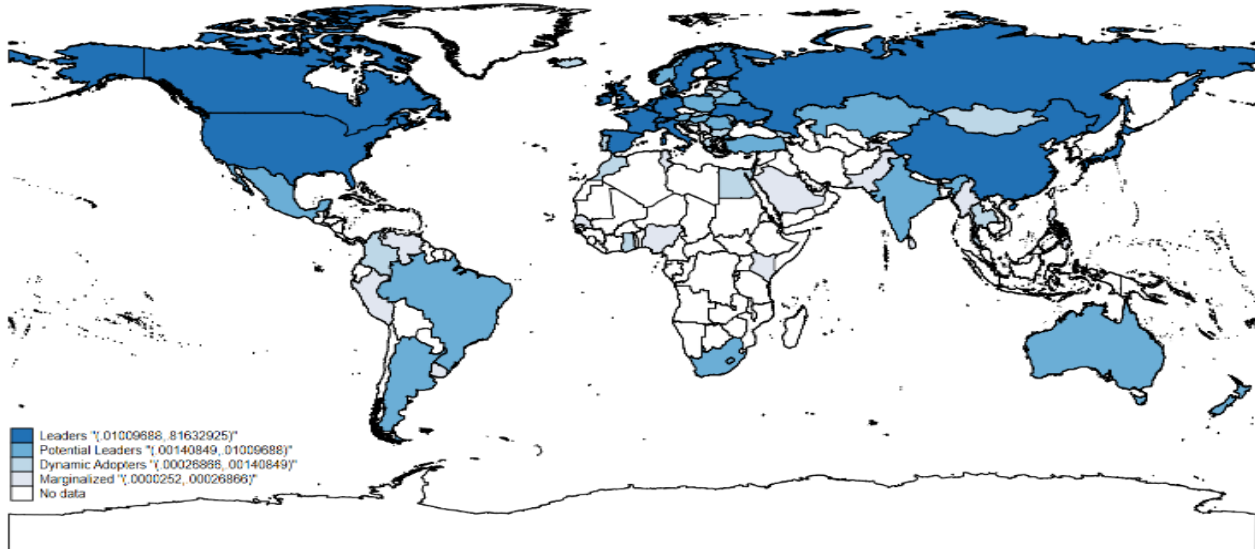 Leaders "(.01009688,.81632925)"
Potential Leaders "(.00140849,.01009688)"
Dynamic Adopters "(.00026866,.00140849)"
Marginalized "(.0000252,.00026866)"
No data